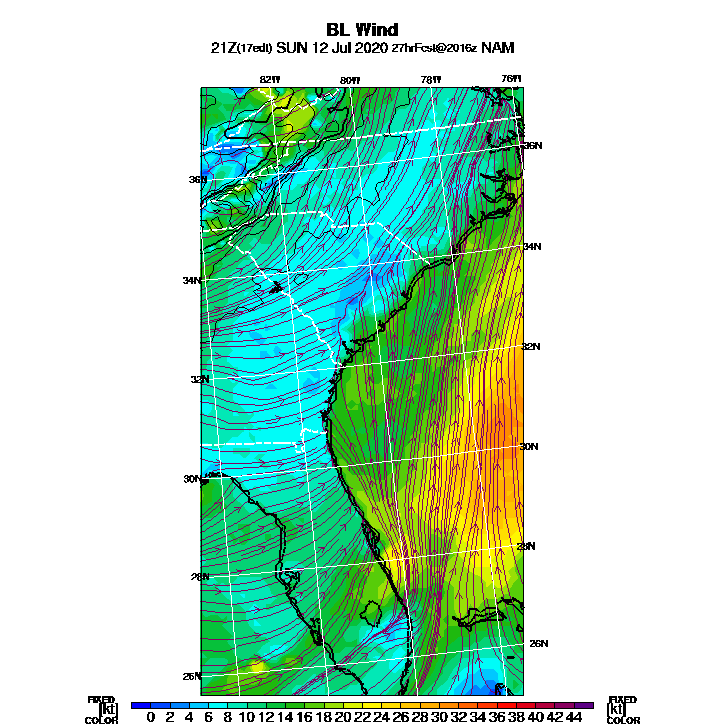 BL Wind
21Z(17edt) SUN 12 Jul 2020 27hrFcst@2016z NAM
82W 80W 78W 76W
36N
36N
34N
34N
32N
32N
30N
30N
28N
28N
26N
26N
FIXED FIXED
[kt] 0 2 4 6 8 10 12 14 16 18 20 22 24 26 28 30 32 34 36 38 40 42 44 [kt]
COLOR COLOR